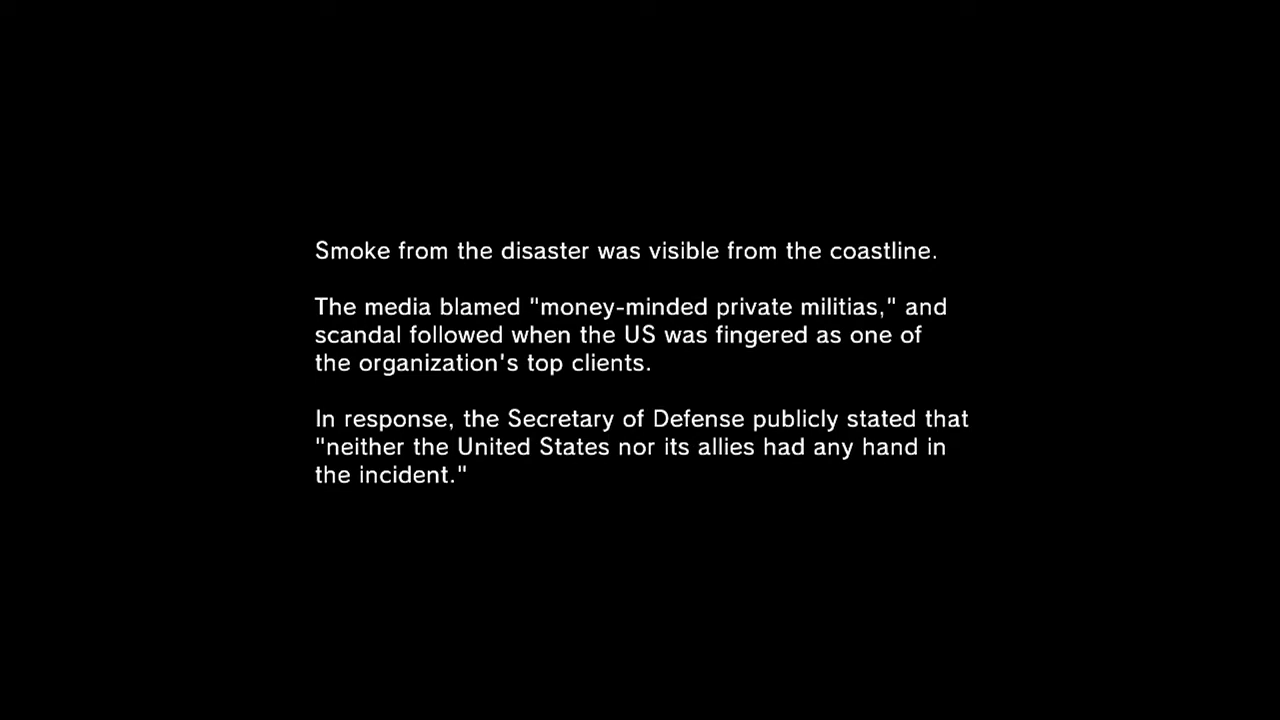 Smoke from the disaster was visible from the coastline.
The media blamed "money-minded private militias," and
scandal followed when the US was fingered as one of
the organization's top clients.
In response, the Secretary of Defense publicly stated that
"neither the United States nor its allies had any hand in
the incident."